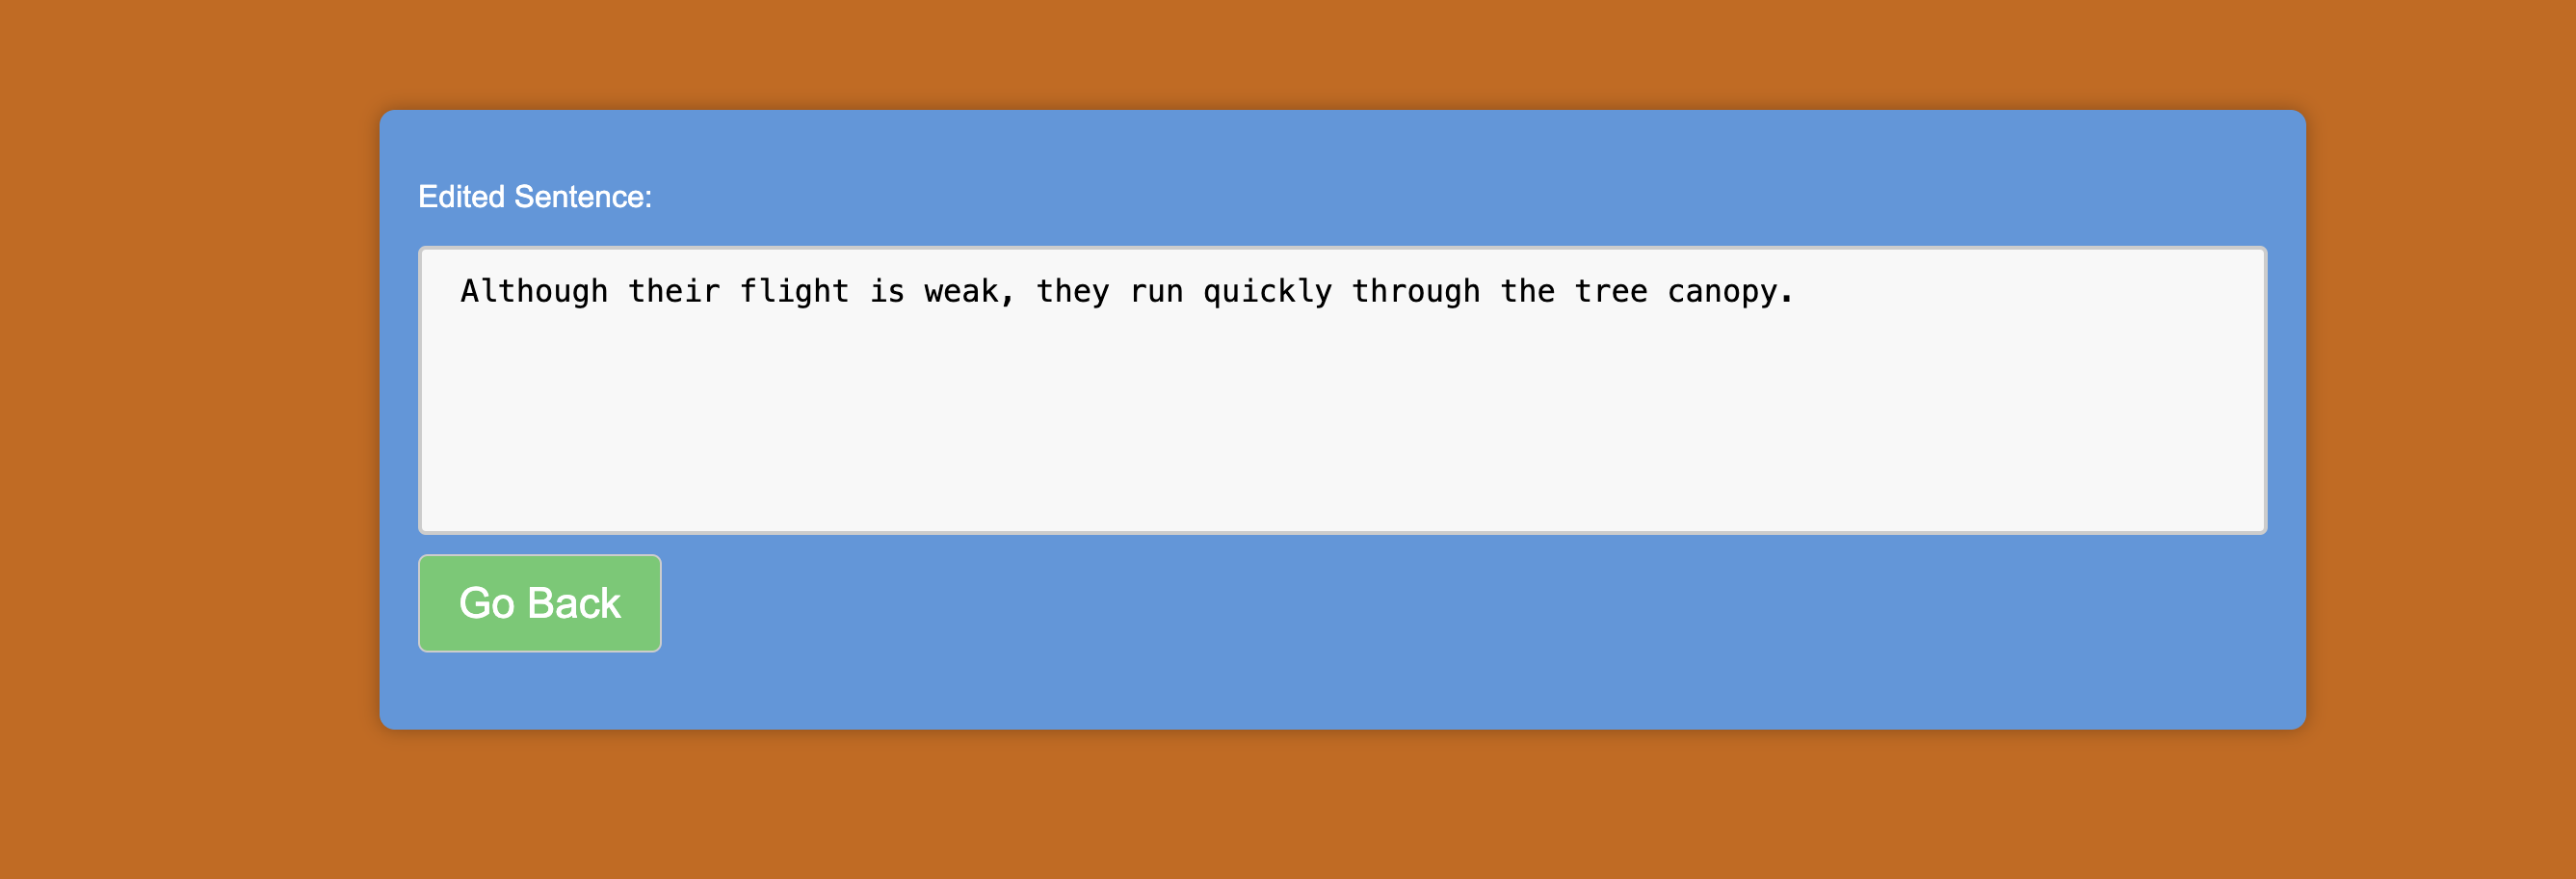 Edited Sentence:
Although their flight is weak, they run quickly through the tree canopy.
Go Back